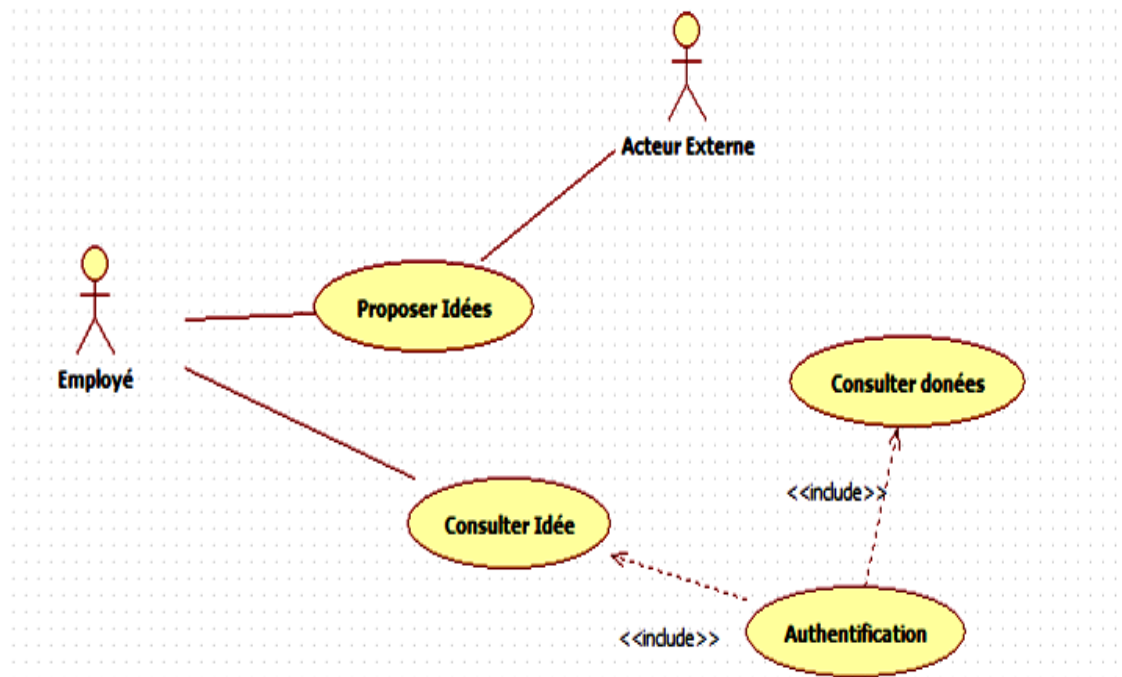 Acteur Externe
Proposer Idées
Employé
Consulter donées
<<include>>
Consulter Idée
<<include>>
Authentification